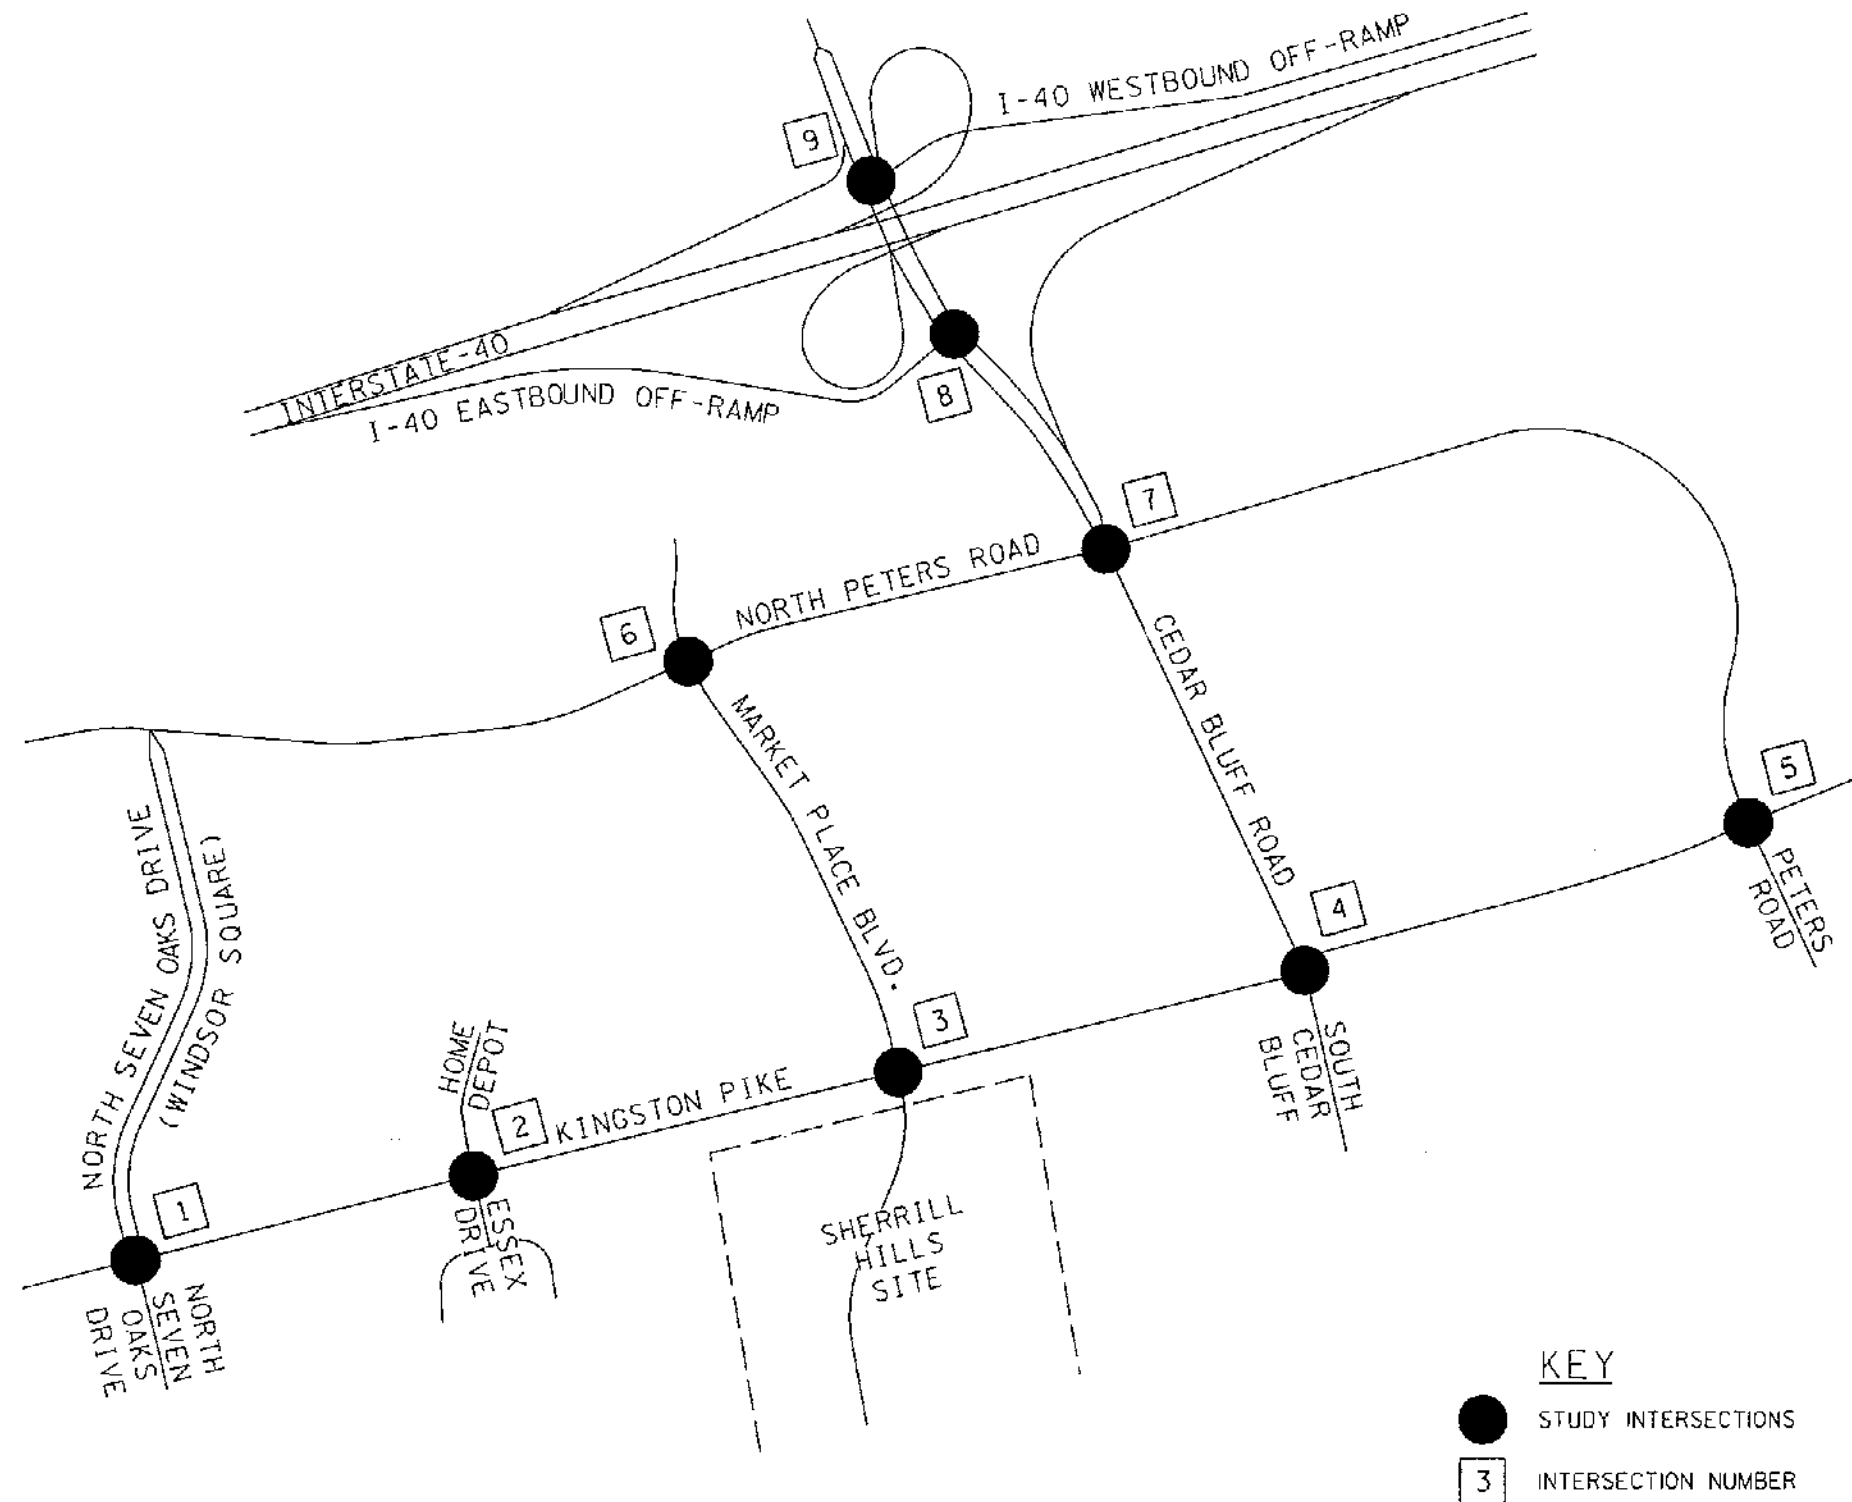 I-40 WESTBOUND OFF-RAMP
9
INTERSTATE-40
I-40 EASTBOUND OFF-RAMP
8
7
NORTH PETERS ROAD
6
CEDAR BLUFF ROAD
MARKET PLACE BLVD.
5
PETERS
ROAD
NORTH SEVEN OAKS DRIVE
(WINDSOR SQUARE)
4
SOUTH
CEDAR
BLUFF
3
HOME
DEPOT
2
KINGSTON PIKE
1
ESSEX
DRIVE
SHERRILL
HILLS
SITE
NORTH
SEVEN
OAKS
DRIVE
KEY
STUDY INTERSECTIONS
3
INTERSECTION NUMBER